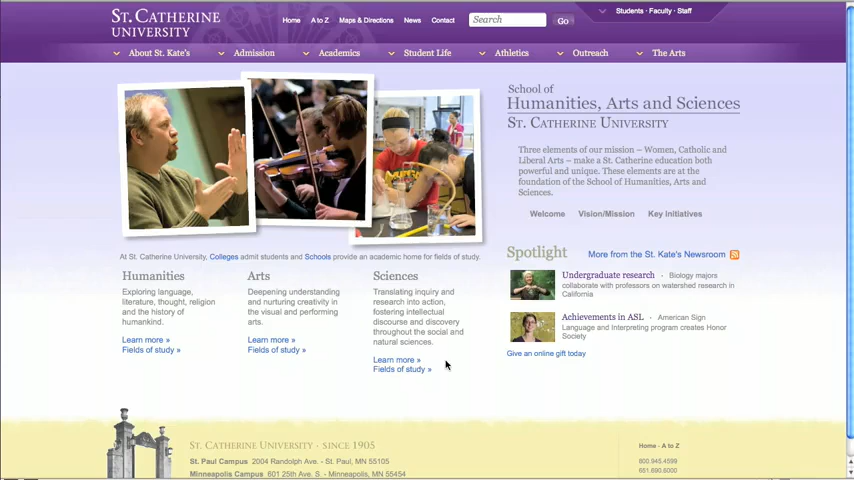 ST. CATHERINE
UNIVERSITY
Home A to Z Maps & Directions News Contact Search Go Students · Faculty · Staff
About St. Kate's Admission Academics Student Life Athletics Outreach The Arts
School of
Humanities, Arts and Sciences
ST. CATHERINE UNIVERSITY
Three elements of our mission – Women, Catholic and
Liberal Arts – make a St. Catherine education both
powerful and unique. These elements are at the
foundation of the School of Humanities, Arts and
Sciences.
Welcome Vision/Mission Key initiatives
At St. Catherine University, Colleges admit students and Schools provide an academic home for fields of study.
Humanities
Exploring language,
literature, thought, religion
and the history of
humankind.
Learn more »
Fields of study »
Arts
Deepening understanding
and nurturing creativity in
the visual and performing
arts.
Learn more »
Fields of study »
Sciences
Translating inquiry and
research into action,
fostering intellectual
discourse and discovery
throughout the social and
natural sciences.
Learn more »
Fields of study »
Spotlight More from the St. Kate's Newsroom
Undergraduate research · Biology majors
collaborate with professors on watershed research in
California
Achievements in ASL · American Sign
Language and Interpreting program creates Honor
Society
Give an online gift today
ST. CATHERINE UNIVERSITY · SINCE 1905
St. Paul Campus 2004 Randolph Ave. - St. Paul, MN 55105
Minneapolis Campus 601 25th Ave. S. - Minneapolis, MN 55454
Home - A to Z
800.945.4599
651.690.6000